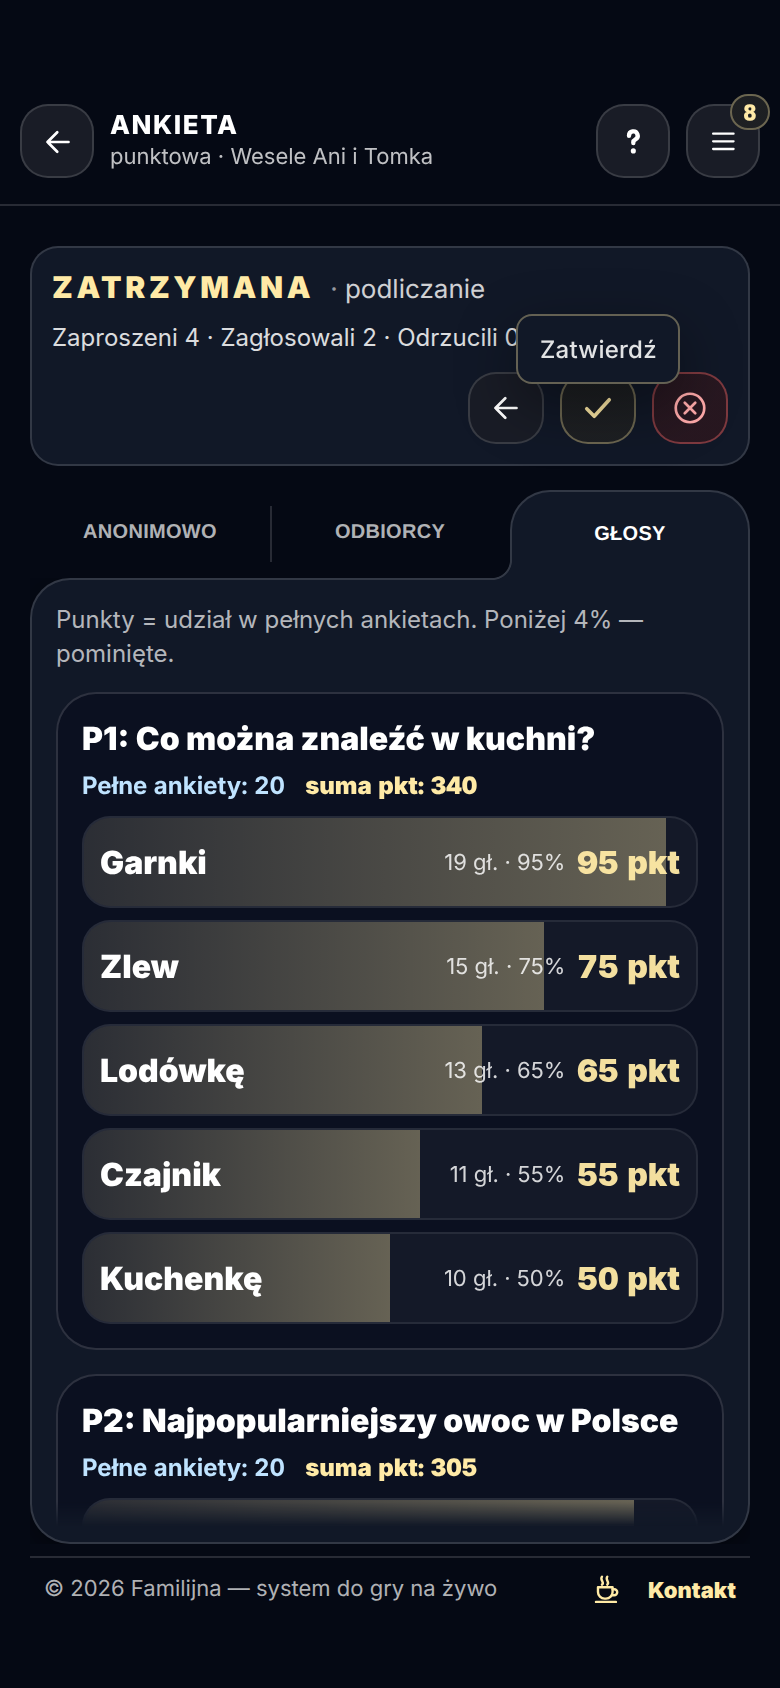 ANKIETA
8
punktowa · Wesele Ani i Tomka
?
ZATRZYMANA · podliczanie
Zaproszeni 4 · Zagłosowali 2 · Odrzucili 0
Zatwierdź
ANONIMOWO
ODBIORCY
GŁOSY
Punkty = udział w pełnych ankietach. Poniżej 4% —
pominięte.
P1: Co można znaleźć w kuchni?
Pełne ankiety: 20 suma pkt: 340
Garnki 19 gł. · 95% 95 pkt
Zlew 15 gł. · 75% 75 pkt
Lodówkę 13 gł. · 65% 65 pkt
Czajnik 11 gł. · 55% 55 pkt
Kuchenkę 10 gł. · 50% 50 pkt
P2: Najpopularniejszy owoc w Polsce
Pełne ankiety: 20 suma pkt: 305
© 2026 Familijna — system do gry na żywo
Kontakt